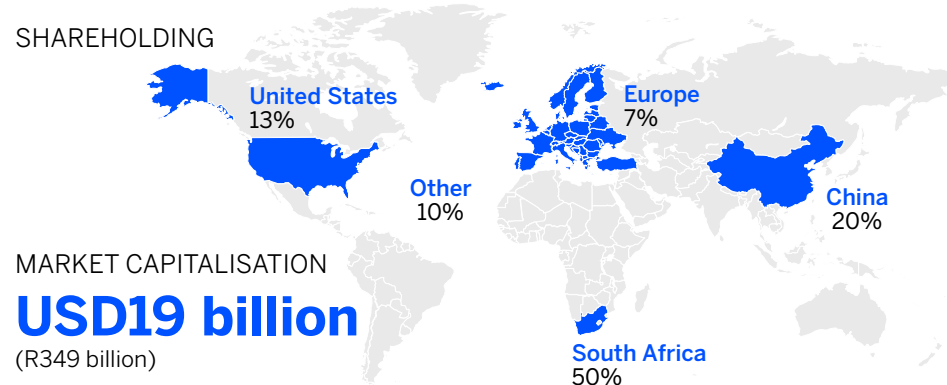 SHAREHOLDING
United States
13%
Europe
7%
Other
10%
China
20%
MARKET CAPITALISATION
USD19 billion
(R349 billion)
South Africa
50%